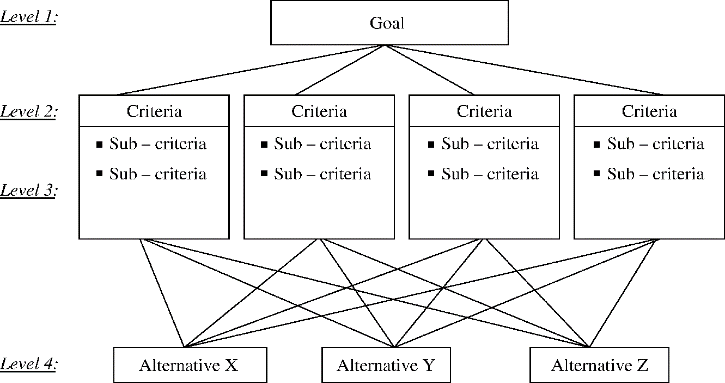 Level 1:
Goal
Level 2:
Criteria
Criteria
Criteria
Criteria
Level 3:
▪ Sub – criteria
▪ Sub – criteria
▪ Sub – criteria
▪ Sub – criteria
▪ Sub – criteria
▪ Sub – criteria
▪ Sub – criteria
▪ Sub – criteria
Level 4:
Alternative X
Alternative Y
Alternative Z